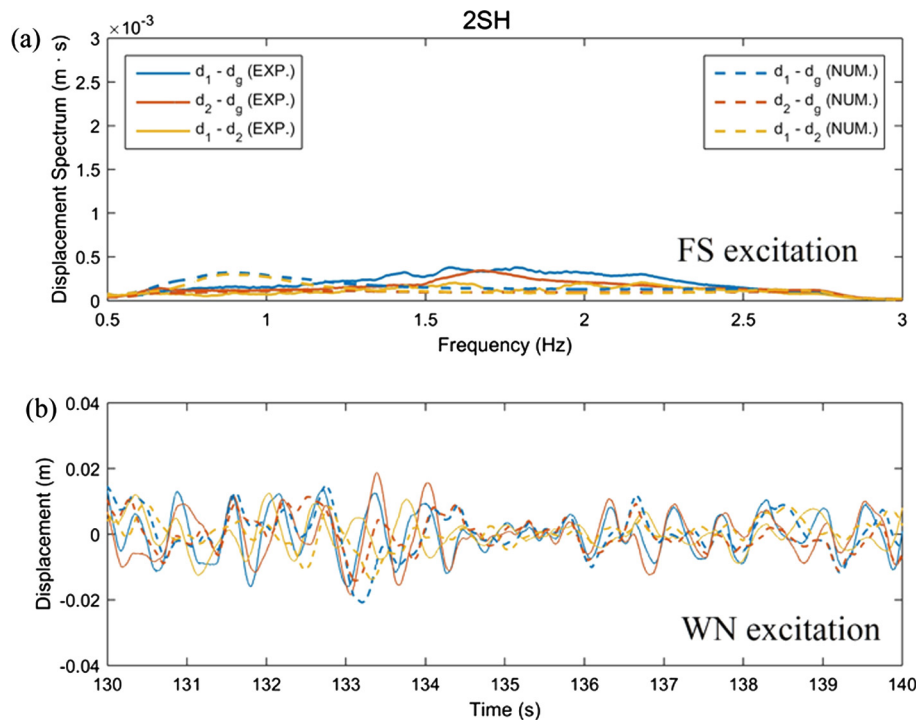 2SH
(a)
×10⁻³
Displacement Spectrum (m · s)
3
2.5
2
1.5
1
0.5
0
d₁ - d_g (EXP.)
d₂ - d_g (EXP.)
d₁ - d₂ (EXP.)
d₁ - d_g (NUM.)
d₂ - d_g (NUM.)
d₁ - d₂ (NUM.)
FS excitation
0.5 1 1.5 2 2.5 3
Frequency (Hz)
(b)
Displacement (m)
0.04
0.02
0
-0.02
-0.04
WN excitation
130 131 132 133 134 135 136 137 138 139 140
Time (s)